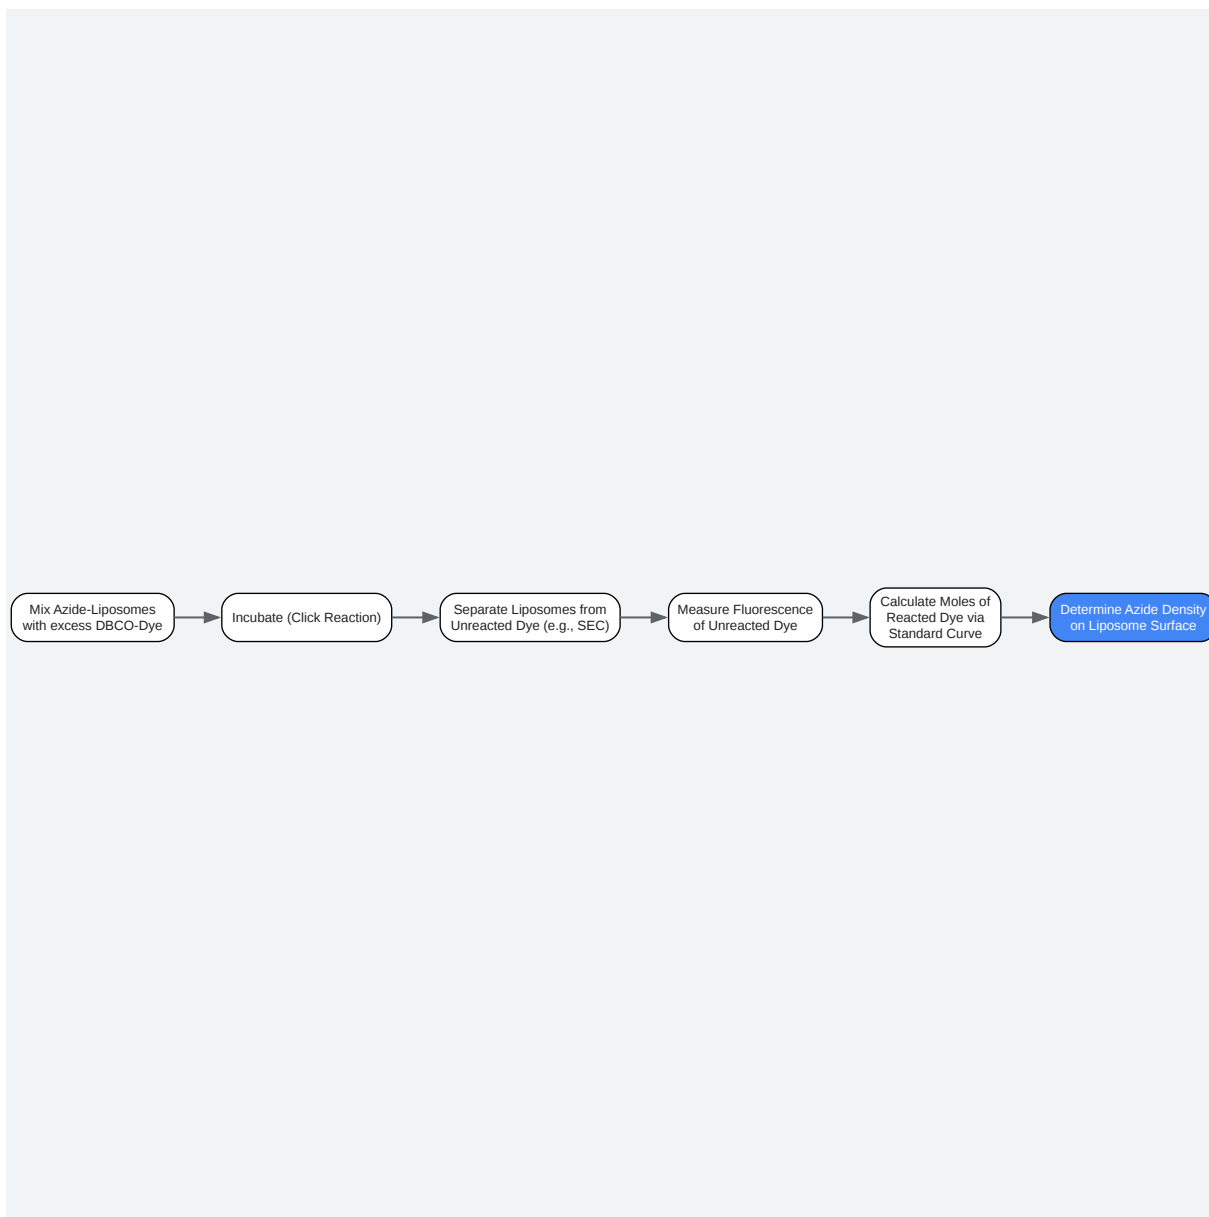 Mix Azide-Liposomes
with excess DBCO-Dye
Incubate (Click Reaction)
Separate Liposomes from
Unreacted Dye (e.g., SEC)
Measure Fluorescence
of Unreacted Dye
Calculate Moles of
Reacted Dye via
Standard Curve
Determine Azide Density
on Liposome Surface